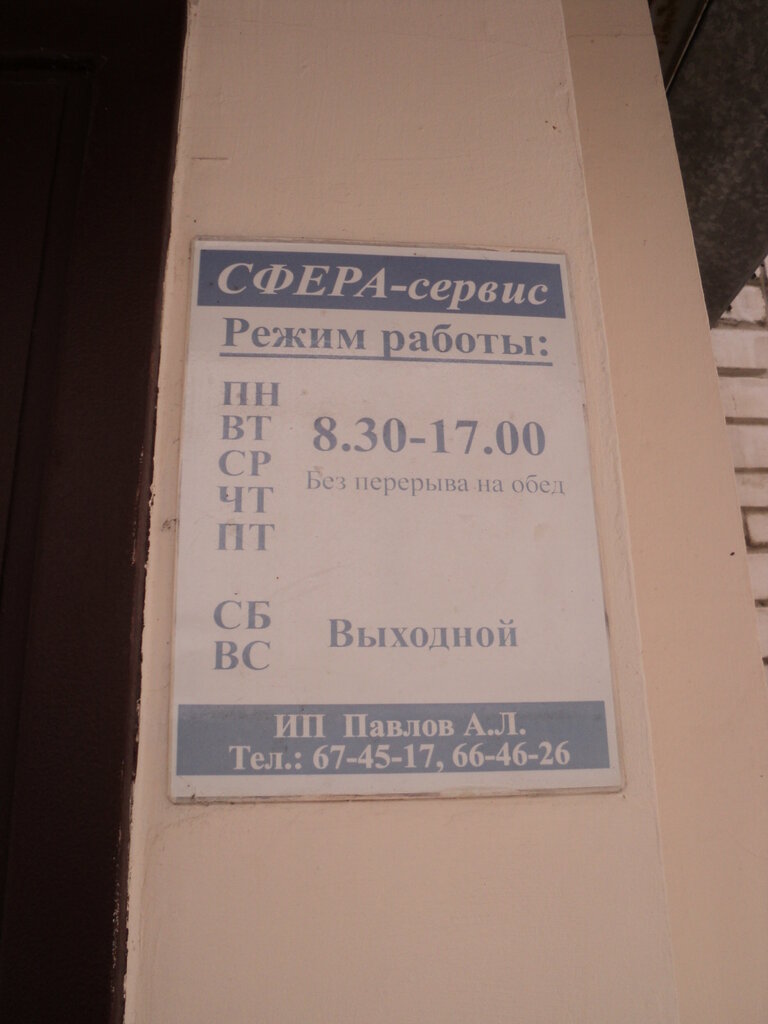 СФЕРА-сервис
Режим работы:
ПН
ВТ
СР
ЧТ
ПТ
8.30-17.00
Без перерыва на обед
СБ
ВС
Выходной
ИП Павлов А.Л.
Тел.: 67-45-17, 66-46-26